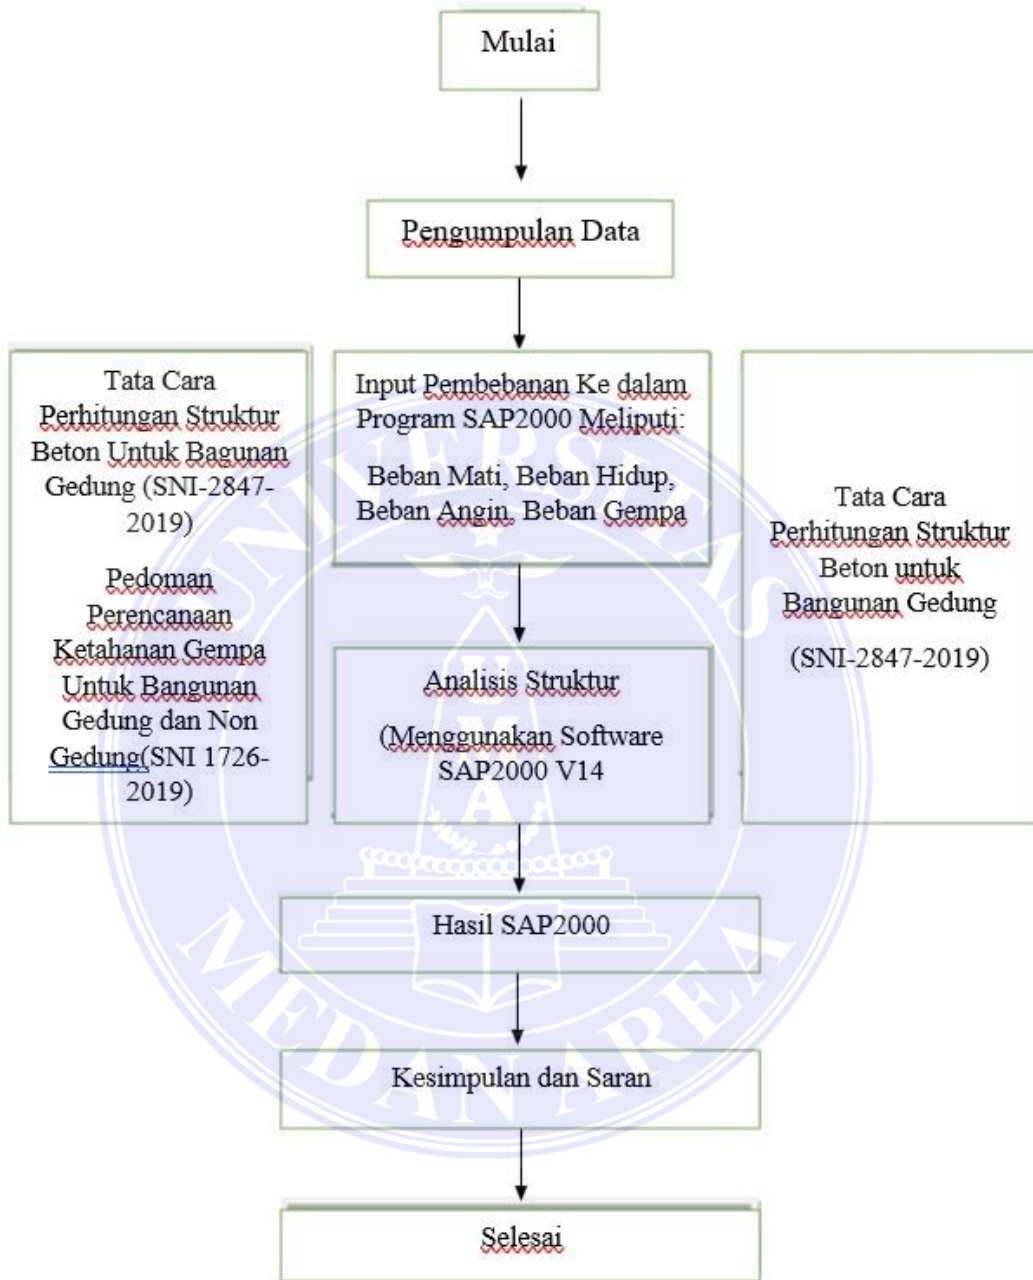 Mulai
Pengumpulan Data
Tata Cara
Perhitungan Struktur
Beton Untuk Bagunan
Gedung (SNI-2847-
2019)
Pedoman
Perencanaan
Ketahanan Gempa
Untuk Bangunan
Gedung dan Non
Gedung(SNI 1726-
2019)
Input Pembebanan Ke dalam
Program SAP2000 Meliputi:
Beban Mati, Beban Hidup,
Beban Angin, Beban Gempa
Analisis Struktur
(Menggunakan Software
SAP2000 V14
Tata Cara
Perhitungan Struktur
Beton untuk
Bangunan Gedung
(SNI-2847-2019)
Hasil SAP2000
Kesimpulan dan Saran
Selesai
UNIVERSITAS
MEDAN AREA
U
M
A